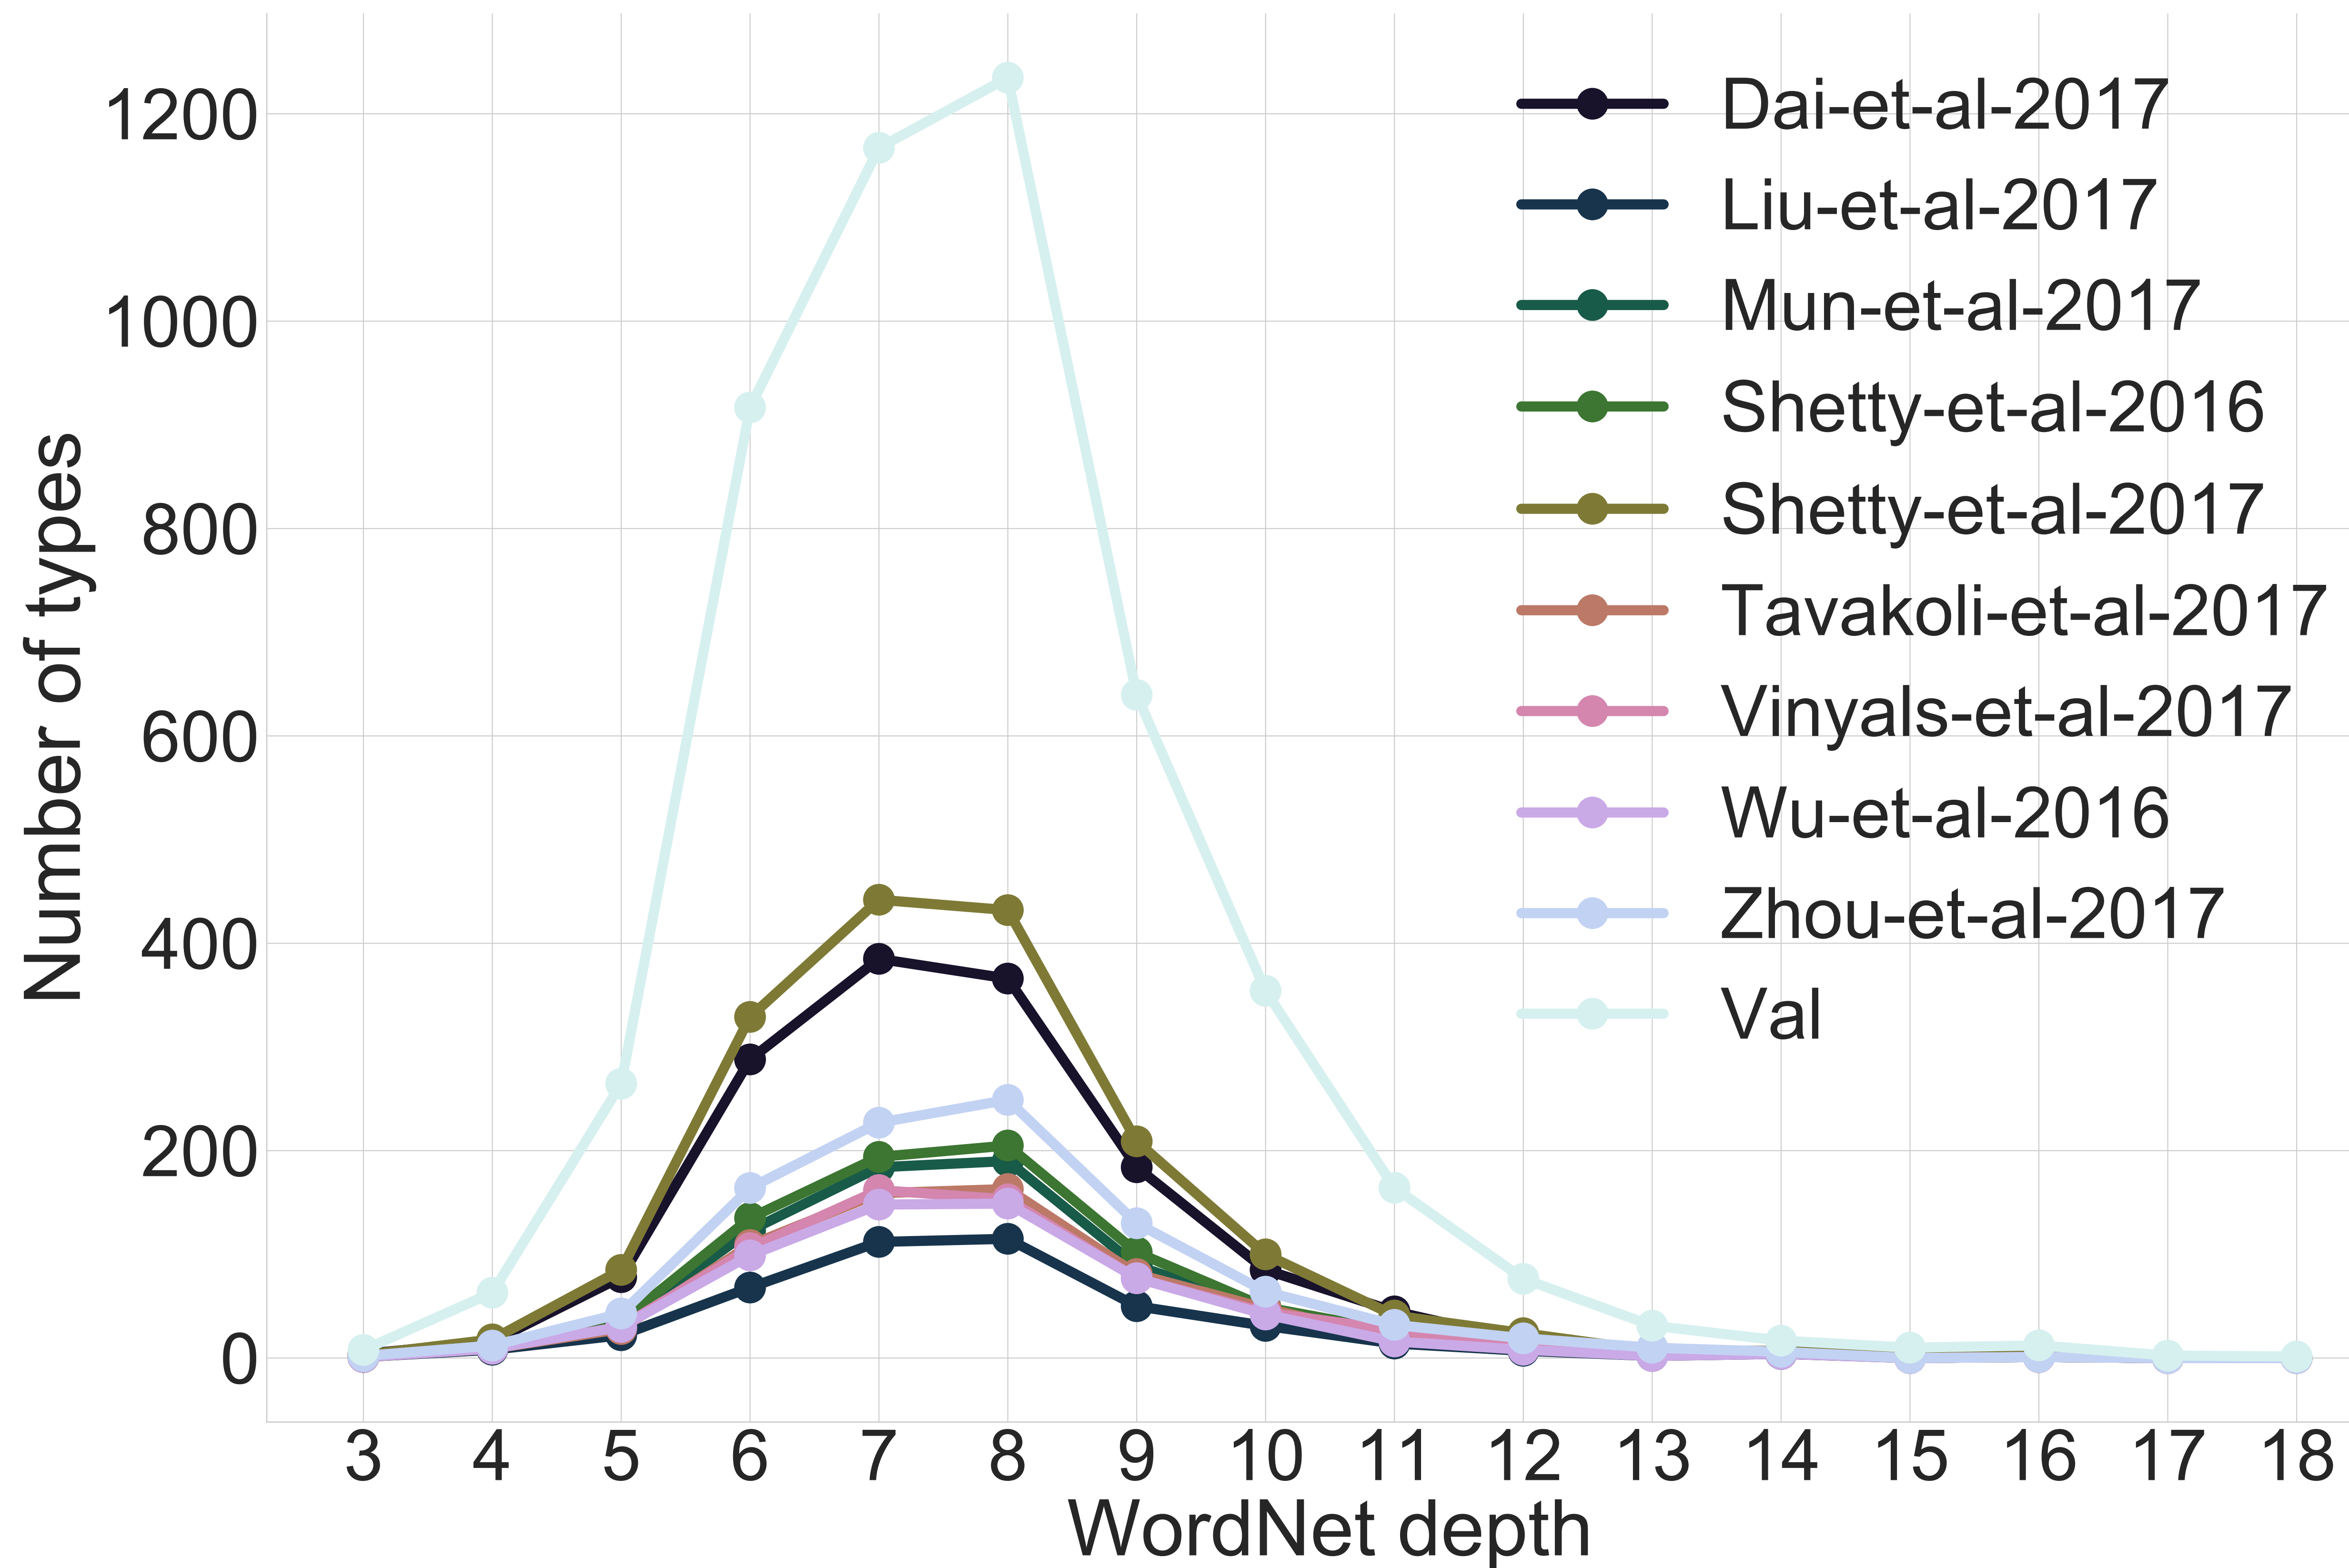 1200
1000
800
600
400
200
0
Number of types
Dai-et-al-2017
Liu-et-al-2017
Mun-et-al-2017
Shetty-et-al-2016
Shetty-et-al-2017
Tavakoli-et-al-2017
Vinyals-et-al-2017
Wu-et-al-2016
Zhou-et-al-2017
Val
3 4 5 6 7 8 9 10 11 12 13 14 15 16 17 18
WordNet depth